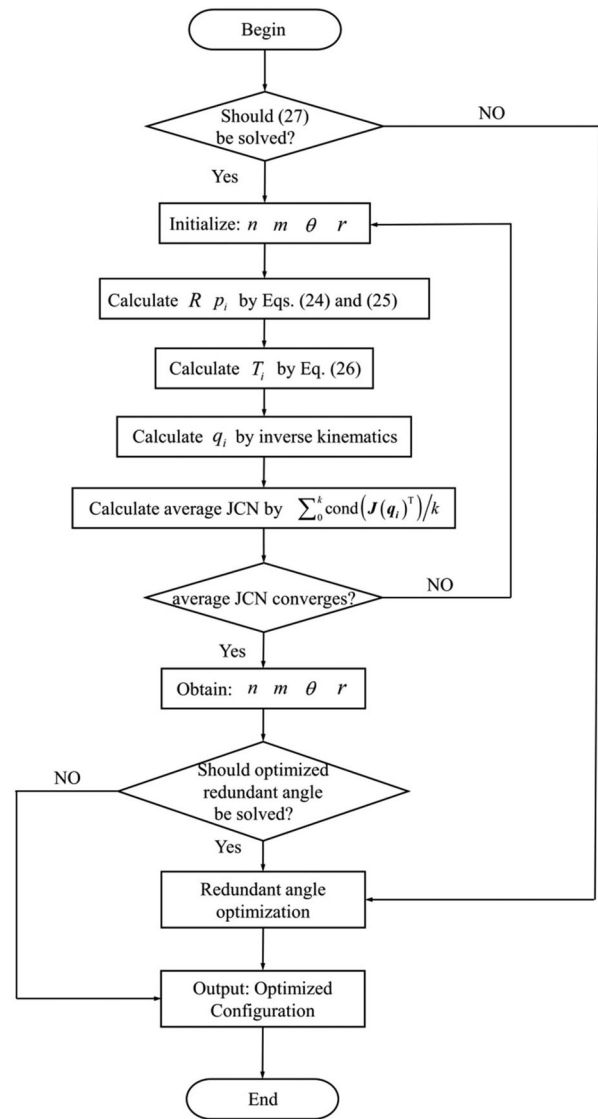 Begin
Should (27)
be solved?
NO
Yes
Initialize: n m θ r
Calculate R p_i by Eqs. (24) and (25)
Calculate T_i by Eq. (26)
Calculate q_i by inverse kinematics
Calculate average JCN by ∑_0^k cond(J(q_i)^T)/k
average JCN converges?
NO
Yes
Obtain: n m θ r
Should optimized
redundant angle
be solved?
NO
Yes
Redundant angle
optimization
Output: Optimized
Configuration
End